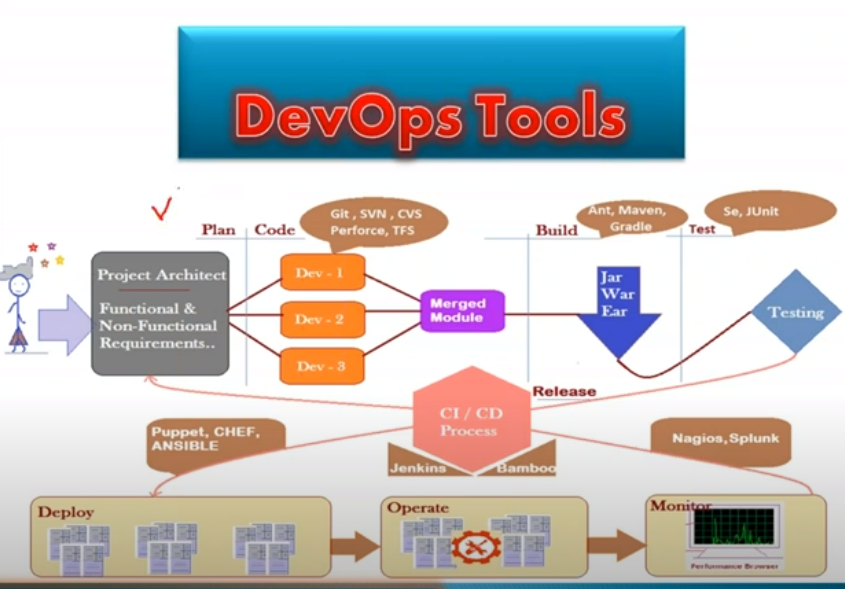 DevOps Tools
Plan
Code
Git , SVN , CVS
Perforce, TFS
Build
Ant, Maven,
Gradle
Test
Se, JUnit
Project Architect
Functional &
Non-Functional
Requirements..
Dev - 1
Dev - 2
Dev - 3
Merged
Module
Jar
War
Ear
Testing
Release
CI / CD
Process
Jenkins
Bamboo
Puppet, CHEF,
ANSIBLE
Nagios,Splunk
Deploy
Operate
Monitor
Performance Browser